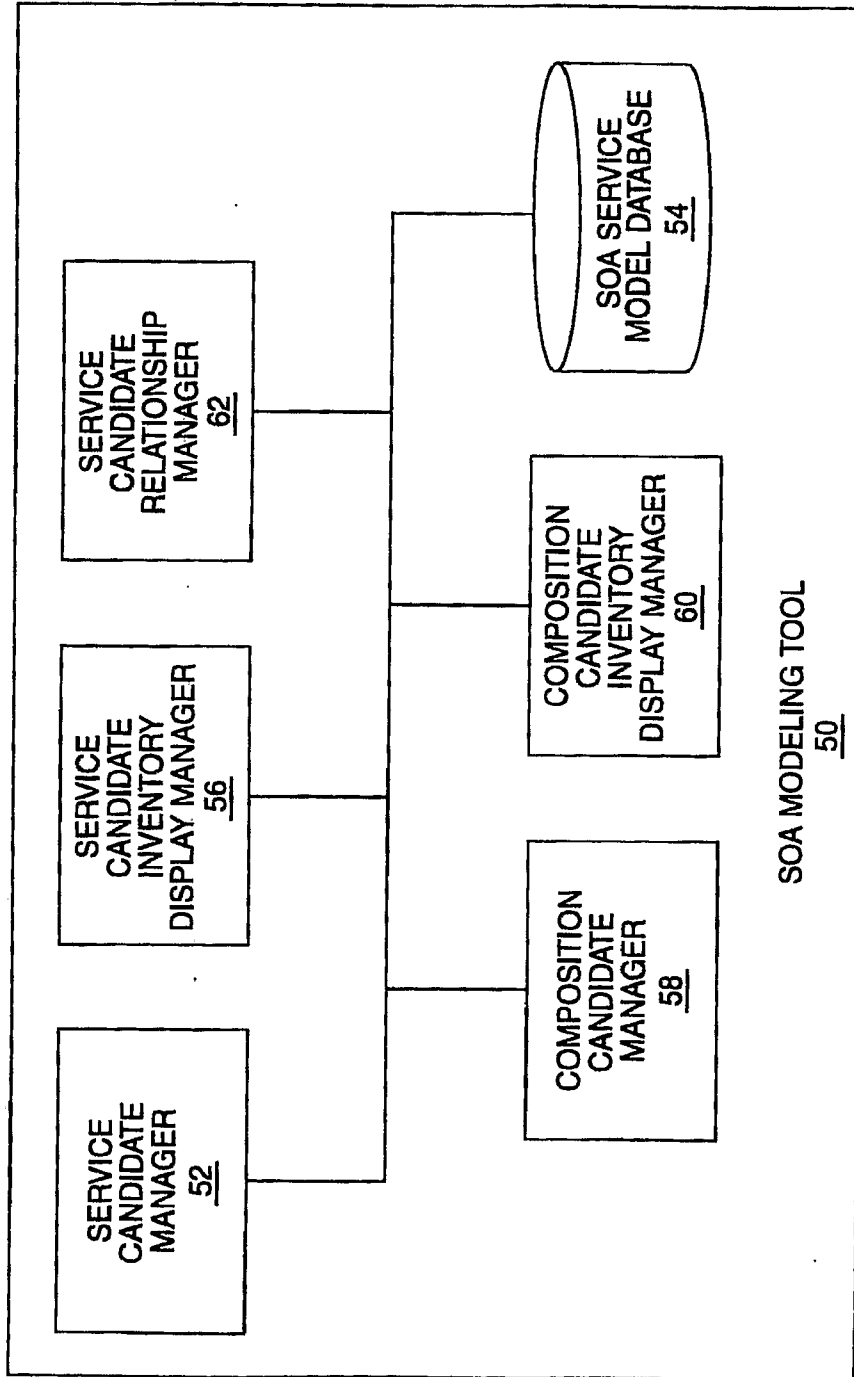 SERVICE
CANDIDATE
MANAGER
52
SERVICE
CANDIDATE
INVENTORY
DISPLAY MANAGER
56
SERVICE
CANDIDATE
RELATIONSHIP
MANAGER
62
COMPOSITION
CANDIDATE
MANAGER
58
COMPOSITION
CANDIDATE
INVENTORY
DISPLAY MANAGER
60
SOA SERVICE
MODEL DATABASE
54
SOA MODELING TOOL
50